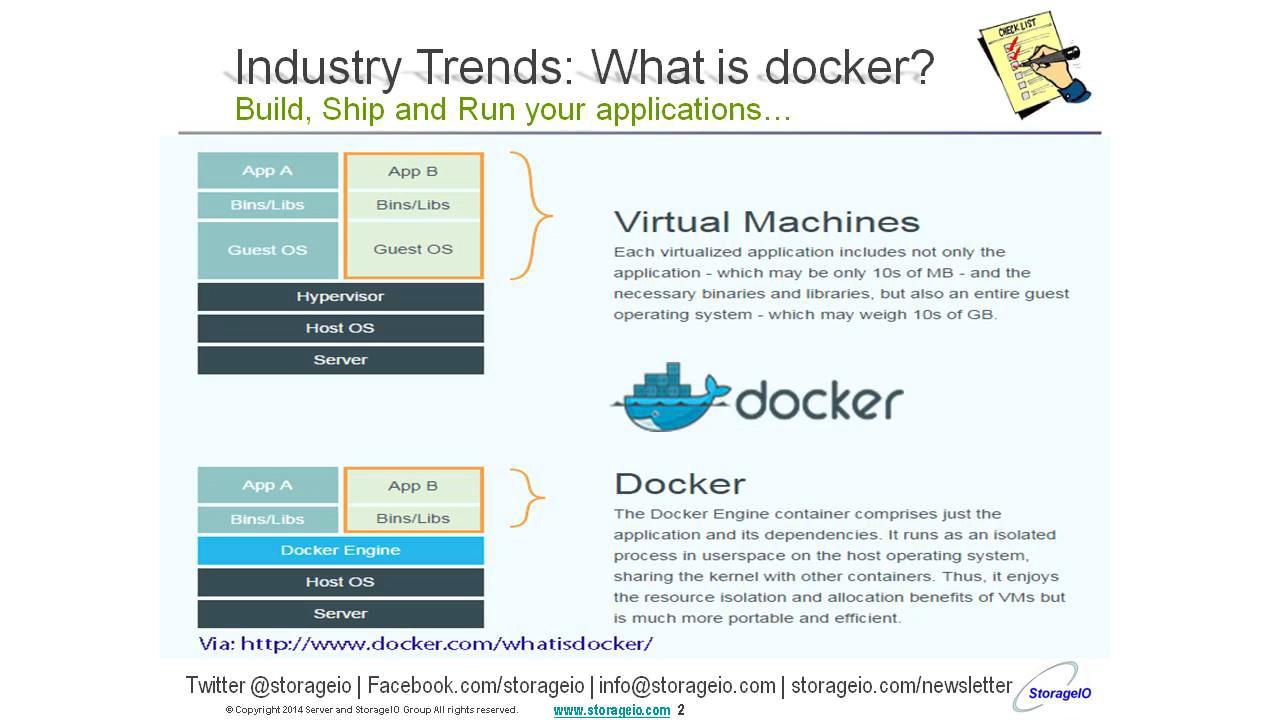 Industry Trends: What is docker?
Build, Ship and Run your applications…
CHECK LIST
App A
App B
Bins/Libs
Bins/Libs
Guest OS
Guest OS
Hypervisor
Host OS
Server
Virtual Machines
Each virtualized application includes not only the
application - which may be only 10s of MB - and the
necessary binaries and libraries, but also an entire guest
operating system - which may weigh 10s of GB.
docker
App A
App B
Bins/Libs
Bins/Libs
Docker Engine
Host OS
Server
Docker
The Docker Engine container comprises just the
application and its dependencies. It runs as an isolated
process in userspace on the host operating system,
sharing the kernel with other containers. Thus, it enjoys
the resource isolation and allocation benefits of VMs but
is much more portable and efficient.
Via: http://www.docker.com/whatisdocker/
Twitter @storageio | Facebook.com/storageio | info@storageio.com | storageio.com/newsletter
StorageIO
© Copyright 2014 Server and StorageIO Group All rights reserved.
www.storageio.com 2